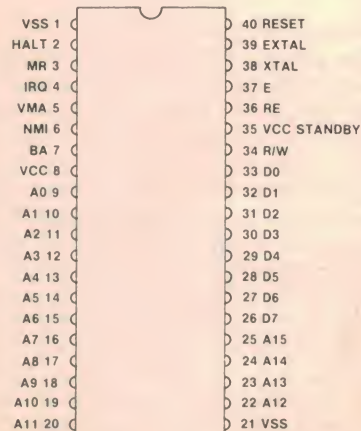 VSS 1
HALT 2
MR 3
IRQ 4
VMA 5
NMI 6
BA 7
VCC 8
A0 9
A1 10
A2 11
A3 12
A4 13
A5 14
A6 15
A7 16
A8 17
A9 18
A10 19
A11 20
40 RESET
39 EXTAL
38 XTAL
37 E
36 RE
35 VCC STANDBY
34 R/W
33 D0
32 D1
31 D2
30 D3
29 D4
28 D5
27 D6
26 D7
25 A15
24 A14
23 A13
22 A12
21 VSS